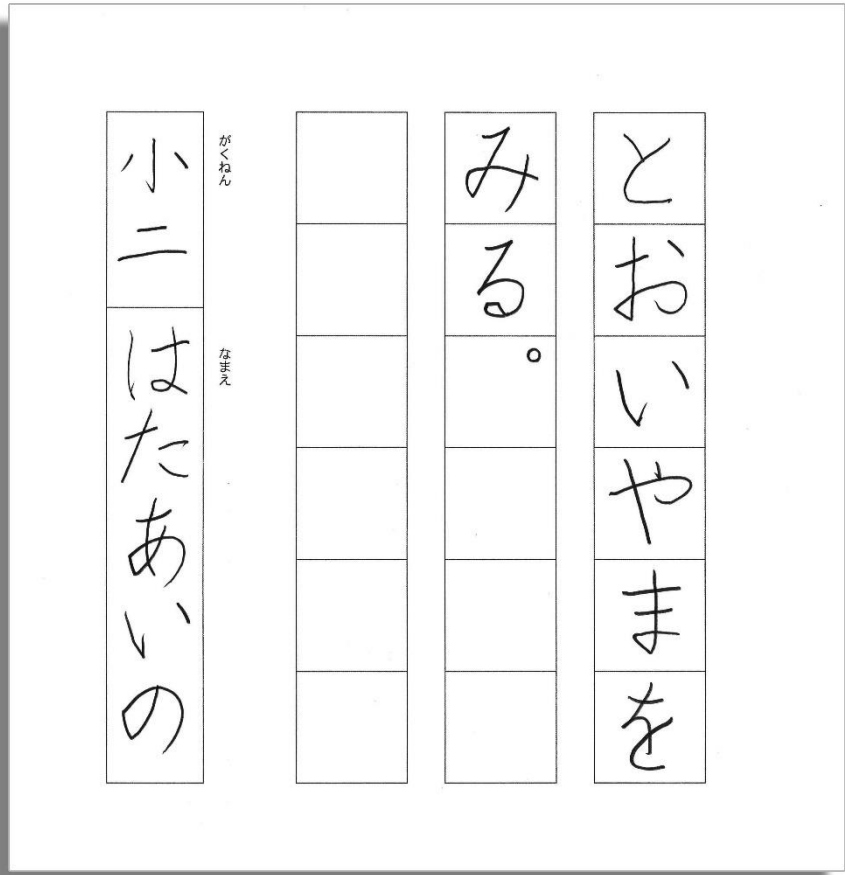 とおいやまを
みる。
がくねん
小二
なまえ
はたあいの